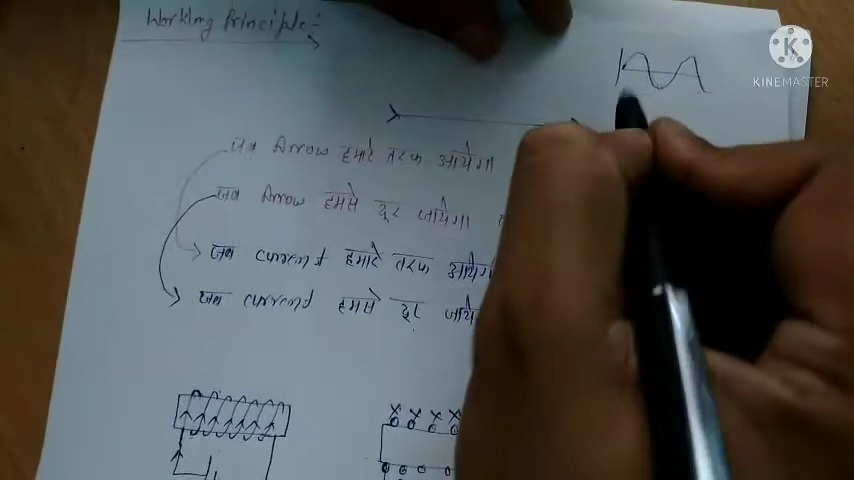 Working Principle:-
K
KINEMASTER
जब Arrow हमारे तरफ आयेगा
जब Arrow हमसे दूर जायेगा
जब current हमारे तरफ आयेगा
जब current हमसे दूर जाये